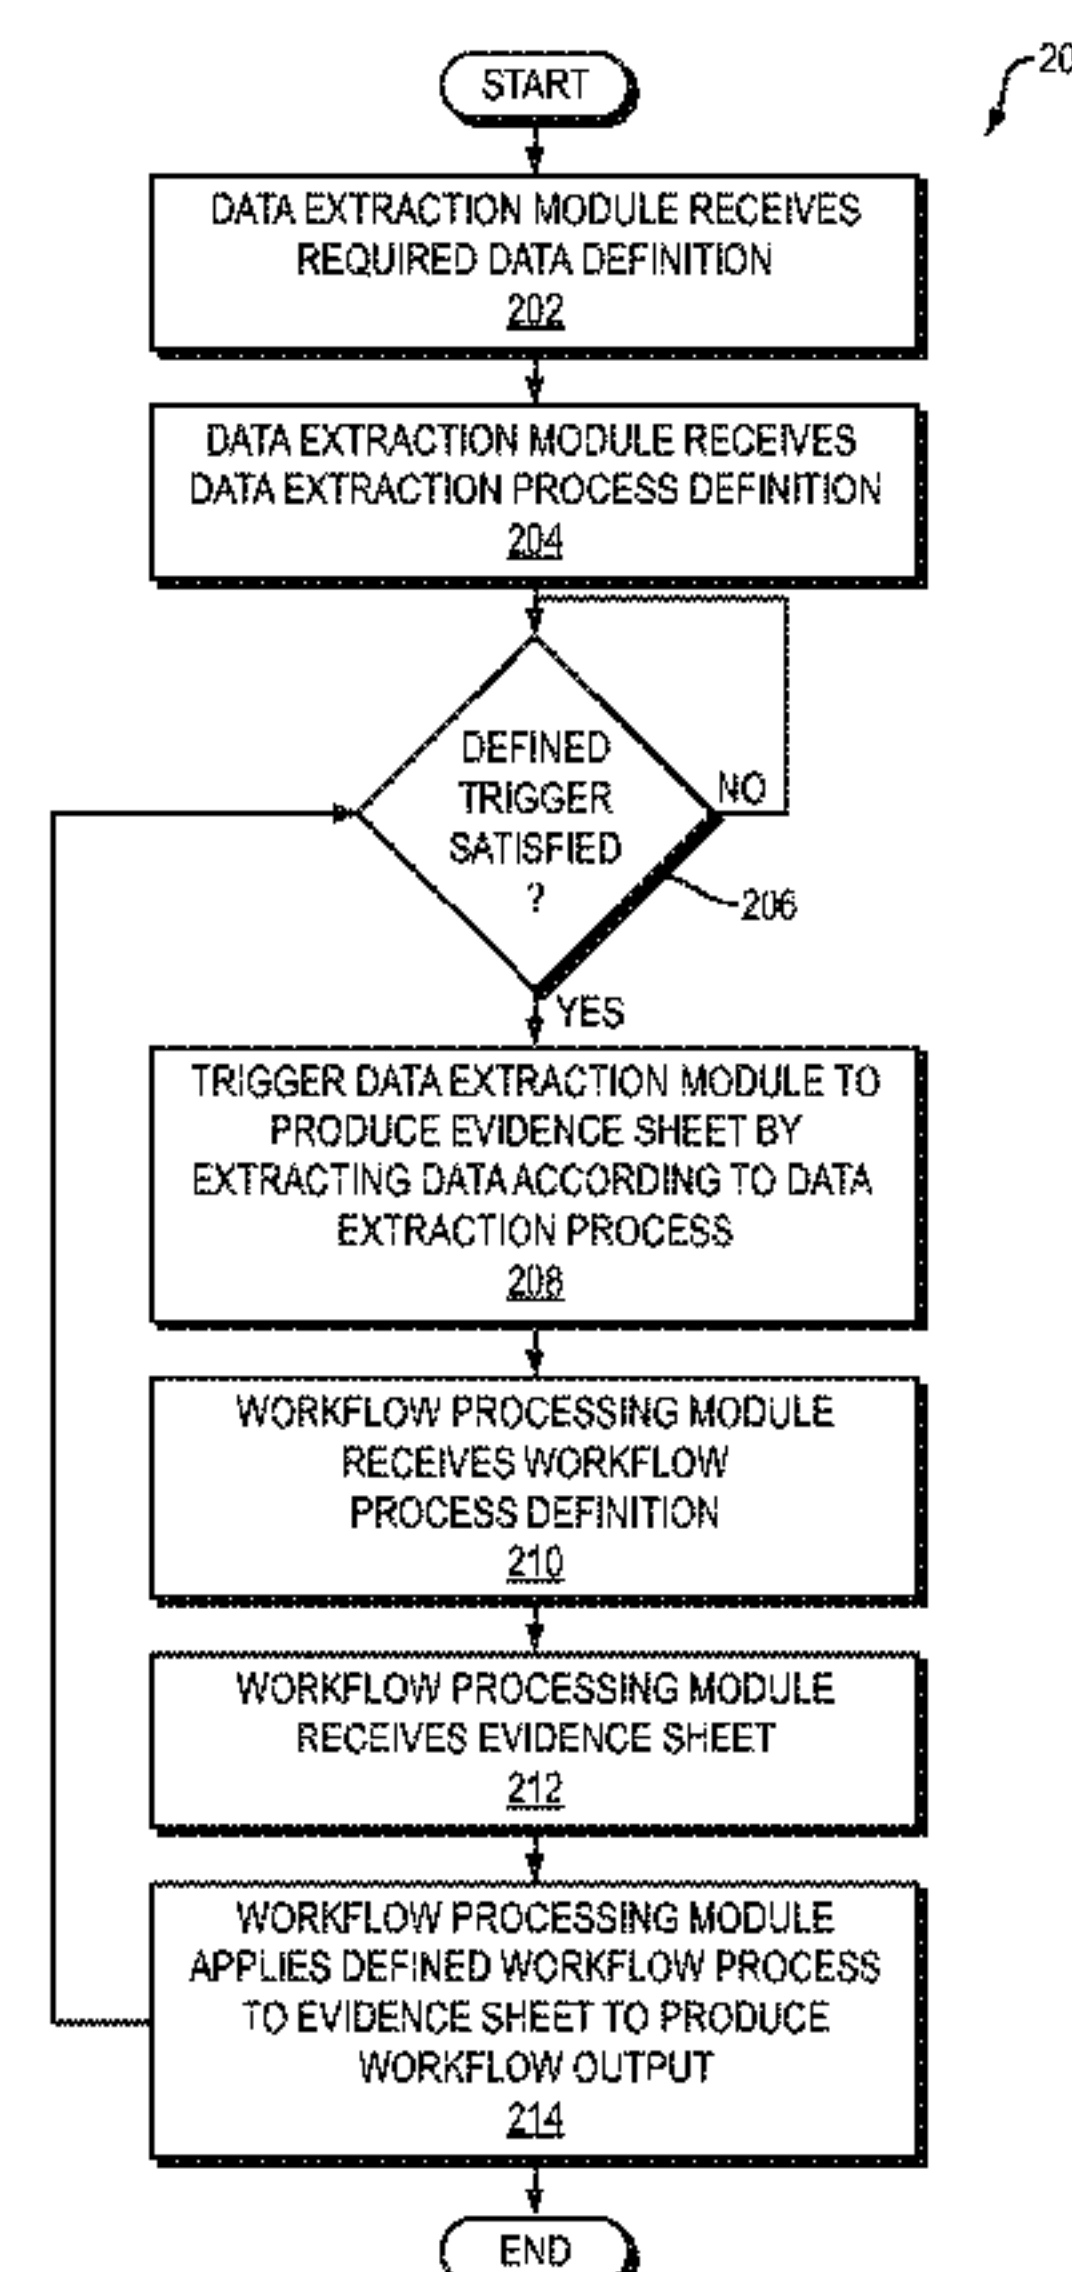 START
20
DATA EXTRACTION MODULE RECEIVES
REQUIRED DATA DEFINITION
202
DATA EXTRACTION MODULE RECEIVES
DATA EXTRACTION PROCESS DEFINITION
204
DEFINED
TRIGGER
SATISFIED
?
NO
206
YES
TRIGGER DATA EXTRACTION MODULE TO
PRODUCE EVIDENCE SHEET BY
EXTRACTING DATA ACCORDING TO DATA
EXTRACTION PROCESS
208
WORKFLOW PROCESSING MODULE
RECEIVES WORKFLOW
PROCESS DEFINITION
210
WORKFLOW PROCESSING MODULE
RECEIVES EVIDENCE SHEET
212
WORKFLOW PROCESSING MODULE
APPLIES DEFINED WORKFLOW PROCESS
TO EVIDENCE SHEET TO PRODUCE
WORKFLOW OUTPUT
214
END